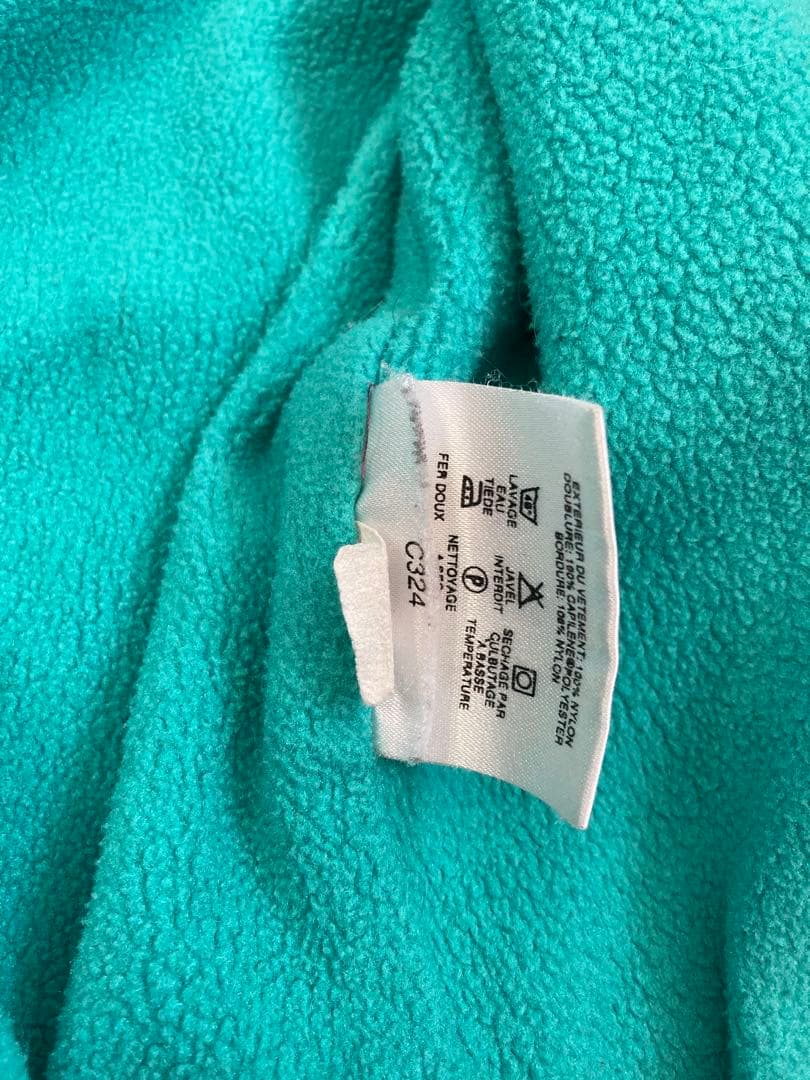 EXTERIEUR DU VETEMENT: 100% NYLON
DOUBLURE: 100% CAPILENE®POLYESTER
BORDURE: 100% NYLON
40°
LAVAGE
EAU
TIEDE
JAVEL
INTERDIT
SECHAGE PAR
CULBUTAGE
A BASSE
TEMPERATURE
FER DOUX
P
NETTOYAGE
C324